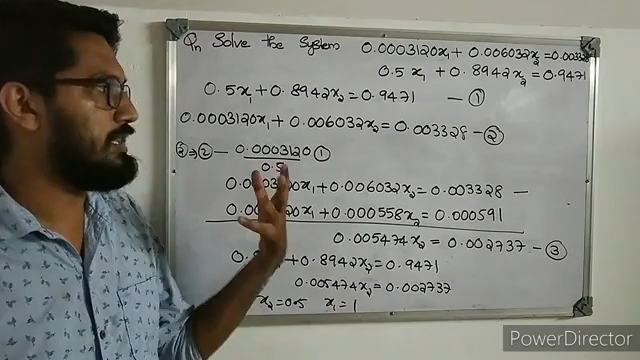 Qn Solve the System 0.0003120x₁ + 0.006032x₂ = 0.003328
0.5x₁ + 0.8942x₂ = 0.9471
0.5x₁ + 0.8942x₂ = 0.9471 — ①
0.0003120x₁ + 0.006032x₂ = 0.003328 — ②
② → ② — 0.0003120 ①
0.5
20x₁ + 0.006032x₂ = 0.003328 —
20x₁ + 0.000558x₂ = 0.000591
0.005474x₂ = 0.002737 — ③
+ 0.8942x₂ = 0.9471
0.005474x₂ = 0.002737
x₂ = 0.5 x₁ = 1
PowerDirector